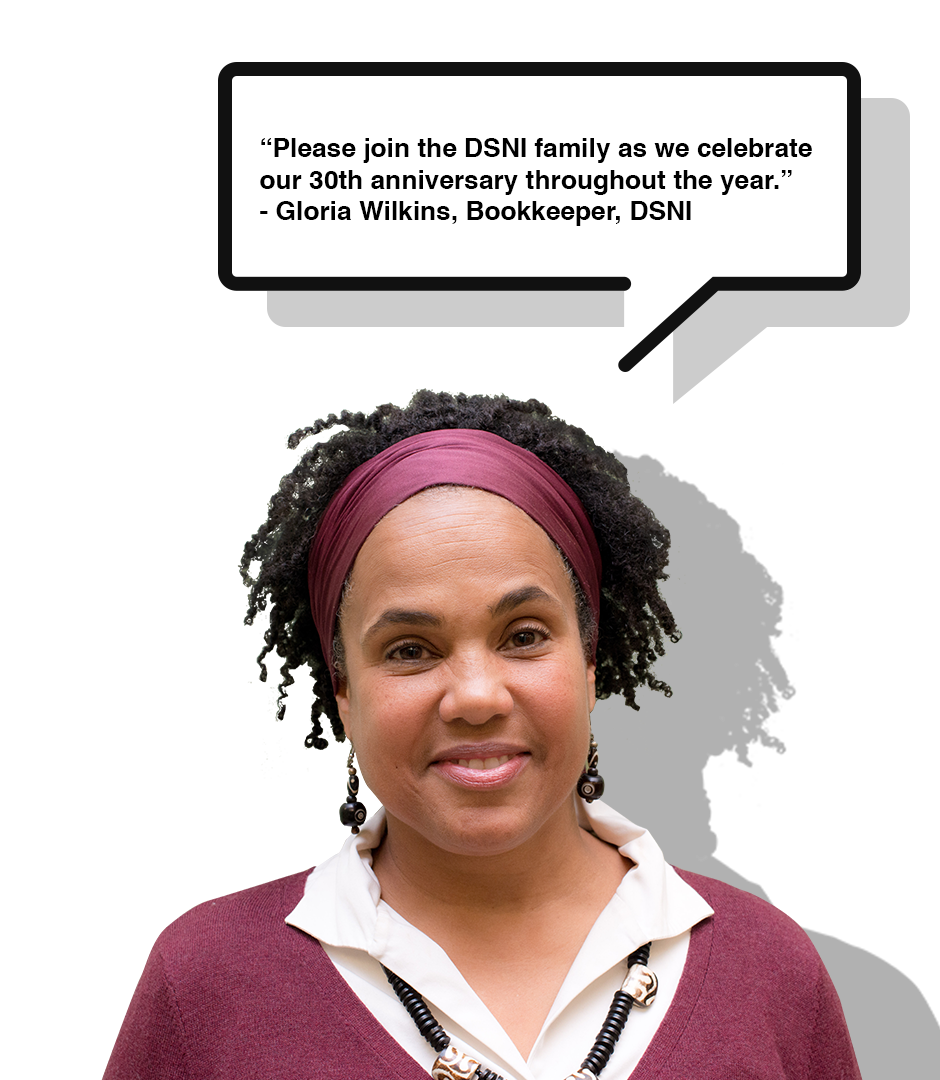 “Please join the DSNI family as we celebrate
our 30th anniversary throughout the year.”
- Gloria Wilkins, Bookkeeper, DSNI